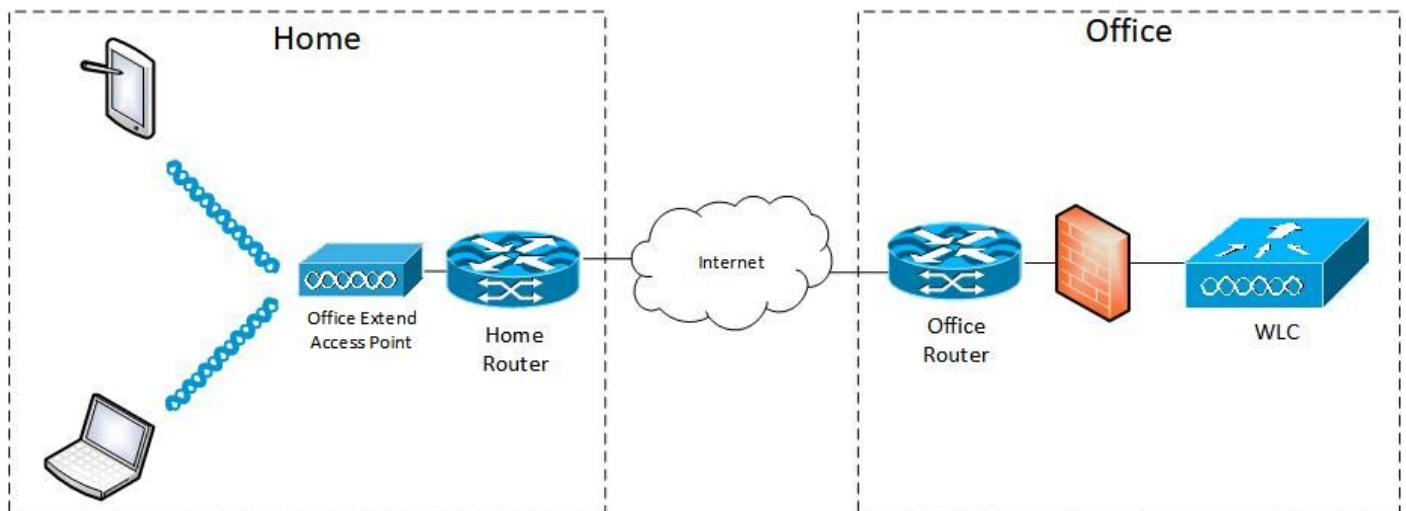 Home
Office Extend
Access Point
Home
Router
Internet
Office
Office
Router
WLC